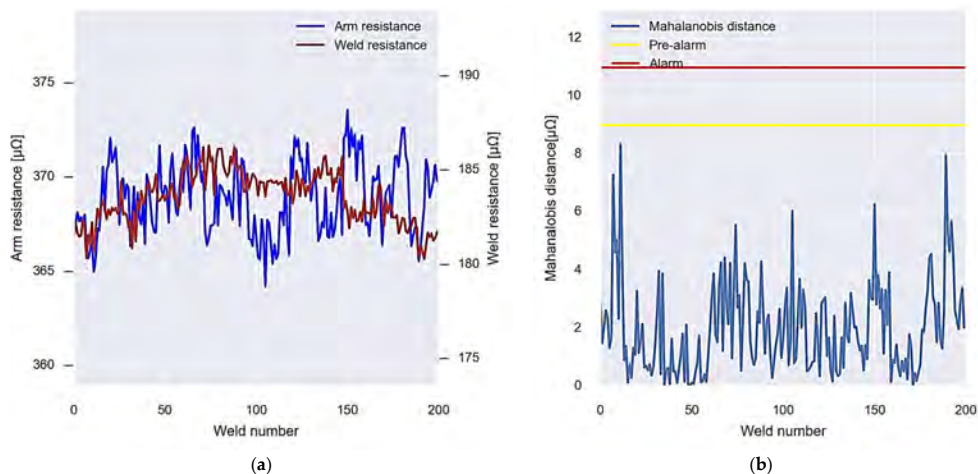 Arm resistance
Weld resistance
375
370
365
360
Arm resistance [µΩ]
190
185
180
175
Weld resistance [µΩ]
0
50
100
150
200
Weld number
(a)
Mahalanobis distance
Pre-alarm
Alarm
12
10
8
6
4
2
0
Mahanalobis distance[µΩ]
0
50
100
150
200
Weld number
(b)